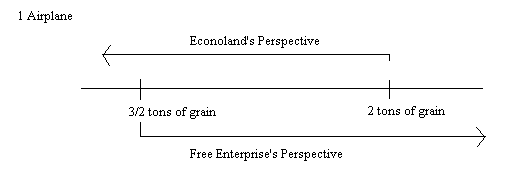 1 Airplane
Econoland's Perspective
3/2 tons of grain
2 tons of grain
Free Enterprise's Perspective